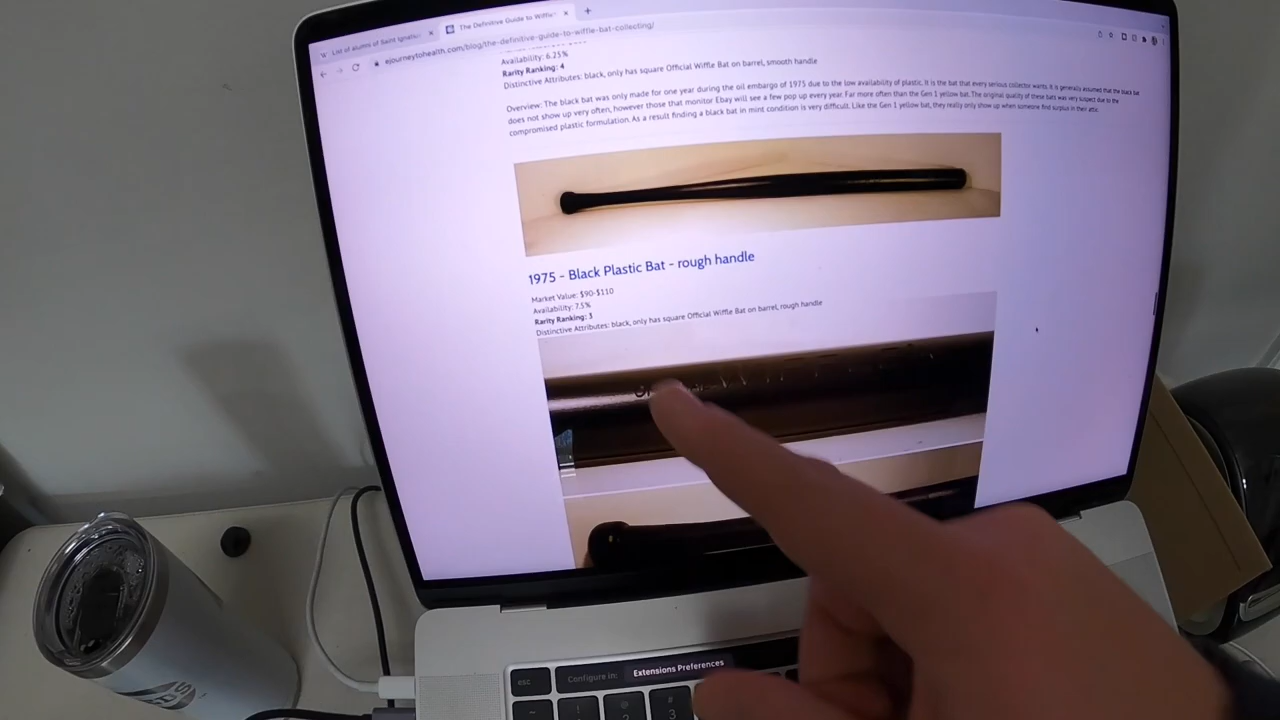 List of alumni of Saint Ignatiu
The Definitive Guide to Wiffle
ejourneytohealth.com/blog/the-definitive-guide-to-wiffle-bat-collecting/
Availability: 6.25%
Rarity Ranking: 4
Distinctive Attributes: black, only has square Official Wiffle Bat on barrel, smooth handle
Overview: The black bat was only made for one year during the oil embargo of 1975 due to the low availability of plastic. It is the bat that every serious collector wants. It is generally assumed that the black bat
does not show up very often, however those that monitor Ebay will see a few pop up every year. Far more often than the Gen 1 yellow bat. The original quality of these bats was very suspect due to the
compromised plastic formulation. As a result finding a black bat in mint condition is very difficult. Like the Gen 1 yellow bat, they really only show up when someone find surplus in their attic.
1975 - Black Plastic Bat - rough handle
Market Value: $90-$110
Availability: 7.5%
Rarity Ranking: 3
Distinctive Attributes: black, only has square Official Wiffle Bat on barrel, rough handle
esc
Configure in:
Extensions Preferences
~
!
@
2
#
3